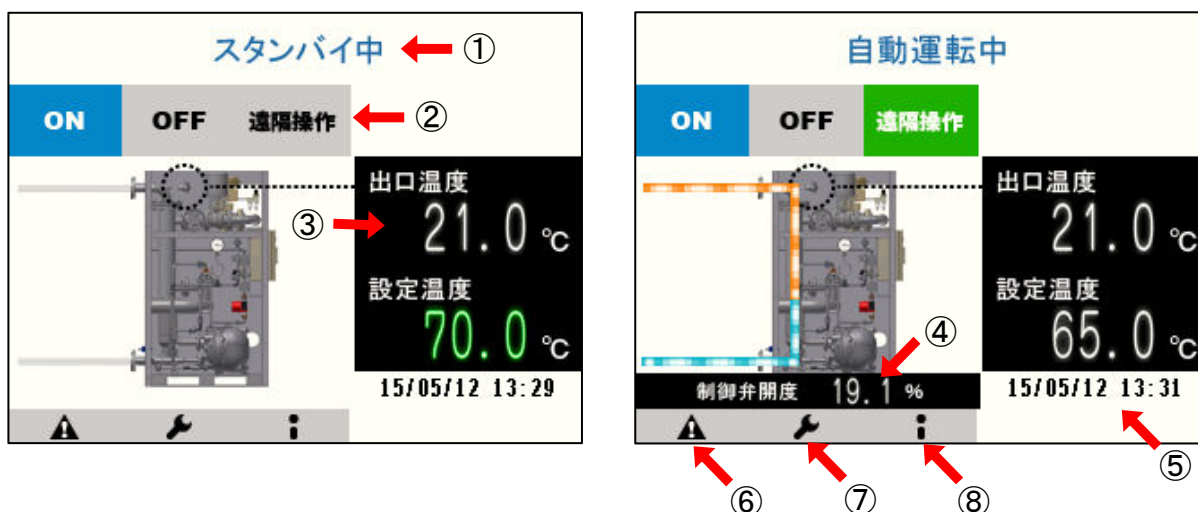 スタンバイ中 ①
ON OFF 遠隔操作 ②
出口温度
③ 21.0 ℃
設定温度
70.0 ℃
15/05/12 13:29
自動運転中
ON OFF 遠隔操作
出口温度
21.0 ℃
設定温度
65.0 ℃
④
制御弁開度 19.1 %
15/05/12 13:31
⑤
⑥ ⑦ ⑧